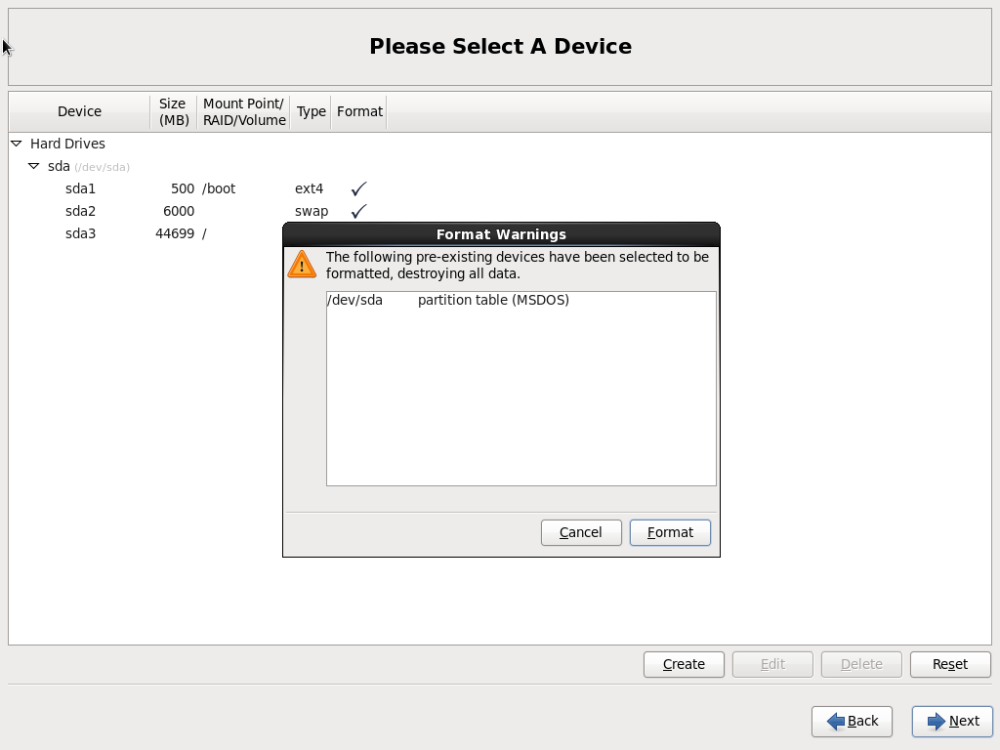 Please Select A Device
Device
Size
(MB)
Mount Point/
RAID/Volume
Type
Format
Hard Drives
sda (/dev/sda)
sda1 500 /boot ext4
sda2 6000 swap
sda3 44699 /
Format Warnings
The following pre-existing devices have been selected to be
formatted, destroying all data.
/dev/sda partition table (MSDOS)
Cancel Format
Create Edit Delete Reset
Back Next